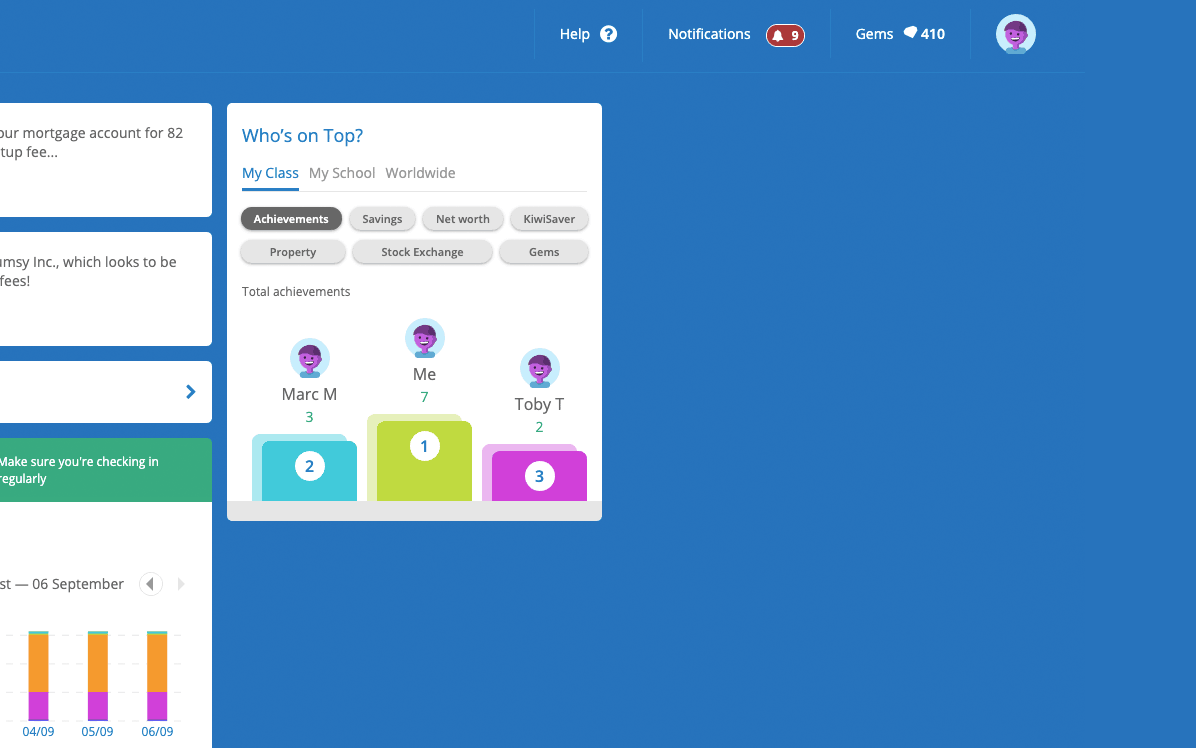 Help ?
Notifications 9
Gems 410
our mortgage account for 82
tup fee...
umsy Inc., which looks to be
fees!
Make sure you're checking in
regularly
st — 06 September
04/09 05/09 06/09
Who's on Top?
My Class My School Worldwide
Achievements Savings Net worth KiwiSaver
Property Stock Exchange Gems
Total achievements
Me
7
Marc M
3
Toby T
2
1
2
3